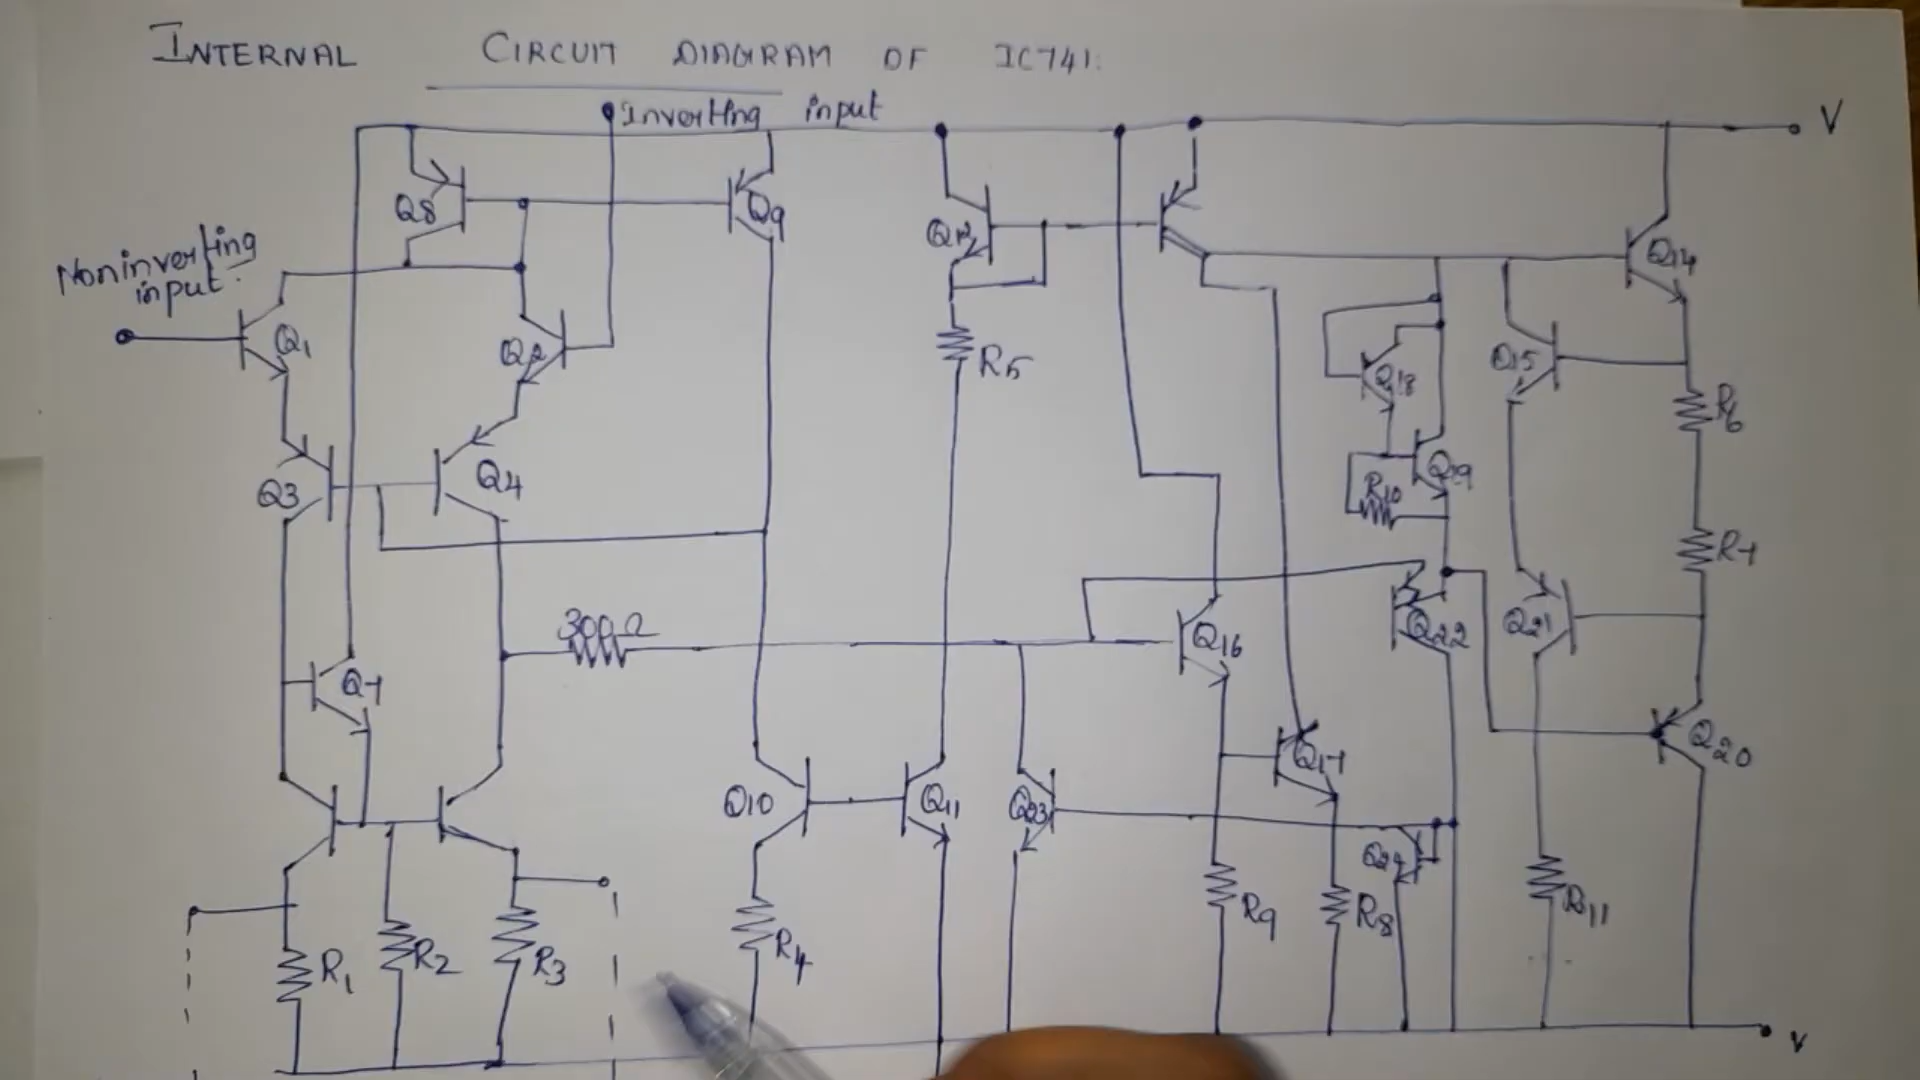 INTERNAL CIRCUIT DIAGRAM OF IC741.
Inverting input
V
Q8
Q9
Q12
Q14
Noninverting
input.
Q1
Q2
R5
Q18
Q15
R6
Q3
Q4
Q19
R10
R7
300Ω
Q16
Q22
Q21
Q7
Q17
Q20
Q10
Q11
Q23
Q24
R9
R8
R11
R1
R2
R3
R4
V